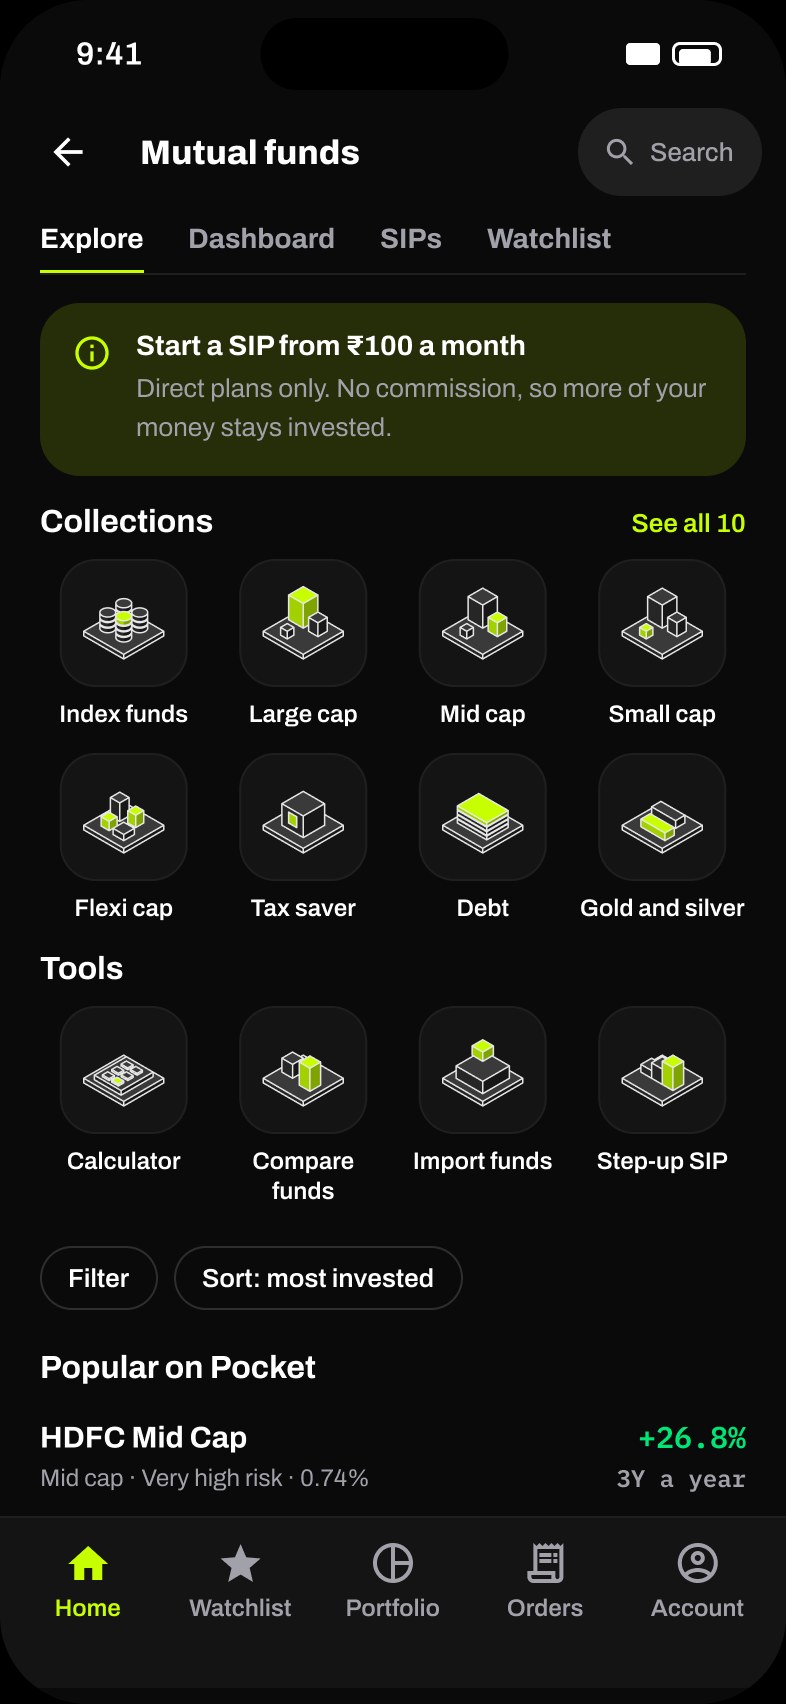 9:41
Mutual funds
Search
Explore Dashboard SIPs Watchlist
Start a SIP from ₹100 a month
Direct plans only. No commission, so more of your
money stays invested.
Collections See all 10
Index funds Large cap Mid cap Small cap
Flexi cap Tax saver Debt Gold and silver
Tools
Calculator Compare funds Import funds Step-up SIP
Filter Sort: most invested
Popular on Pocket
HDFC Mid Cap +26.8%
Mid cap · Very high risk · 0.74% 3Y a year
Home Watchlist Portfolio Orders Account